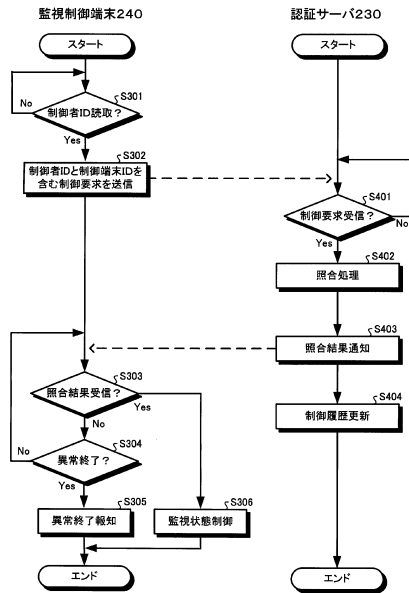 監視制御端末240
スタート
S301
制御者ID読取？
No
Yes
S302
制御者IDと制御端末IDを
含む制御要求を送信
S303
照合結果受信？
Yes
No
S304
異常終了？
No
Yes
S305
異常終了報知
S306
監視状態制御
エンド
認証サーバ230
スタート
S401
制御要求受信？
No
Yes
S402
照合処理
S403
照合結果通知
S404
制御履歴更新
エンド